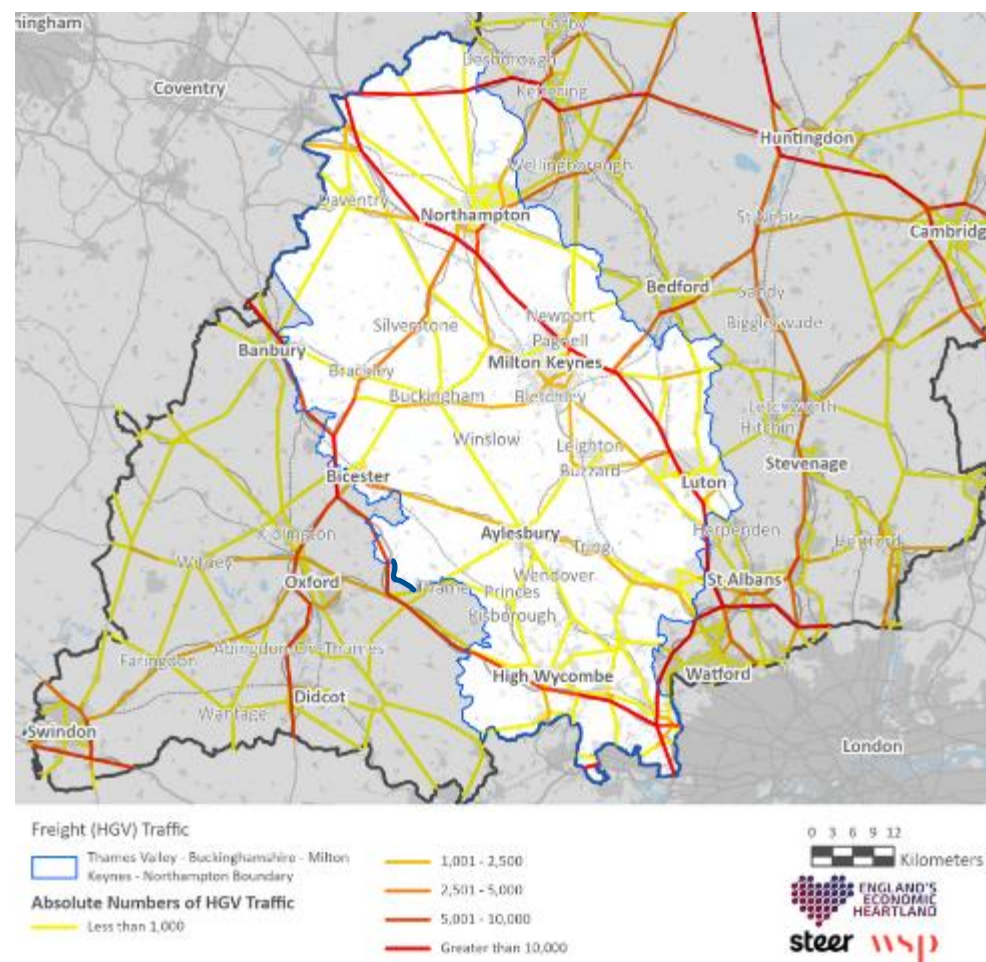 ningham
Corby
Desborough
Coventry
Kettering
Huntingdon
Wellingborough
Daventry
Northampton
St Neots
Cambridg
Bedford
Sandy
Silverstone
Newport
Pagnell
Biggleswade
Banbury
Milton Keynes
Brackley
Buckingham
Bletchley
Letchworth
Hitchin
Winslow
Leighton
Buzzard
Stevenage
Bicester
Luton
Kidlington
Aylesbury
Tring
Harpenden
Hertford
Witney
Oxford
Wendover
St Albans
Thame
Princes
Risborough
Abingdon-On-Thames
Faringdon
High Wycombe
Watford
Didcot
Wantage
Swindon
London
Freight (HGV) Traffic
Thames Valley - Buckinghamshire - Milton
Keynes - Northampton Boundary
Absolute Numbers of HGV Traffic
Less than 1,000
1,001 - 2,500
2,501 - 5,000
5,001 - 10,000
Greater than 10,000
0 3 6 9 12
Kilometers
ENGLAND'S
ECONOMIC
HEARTLAND
steer wsp